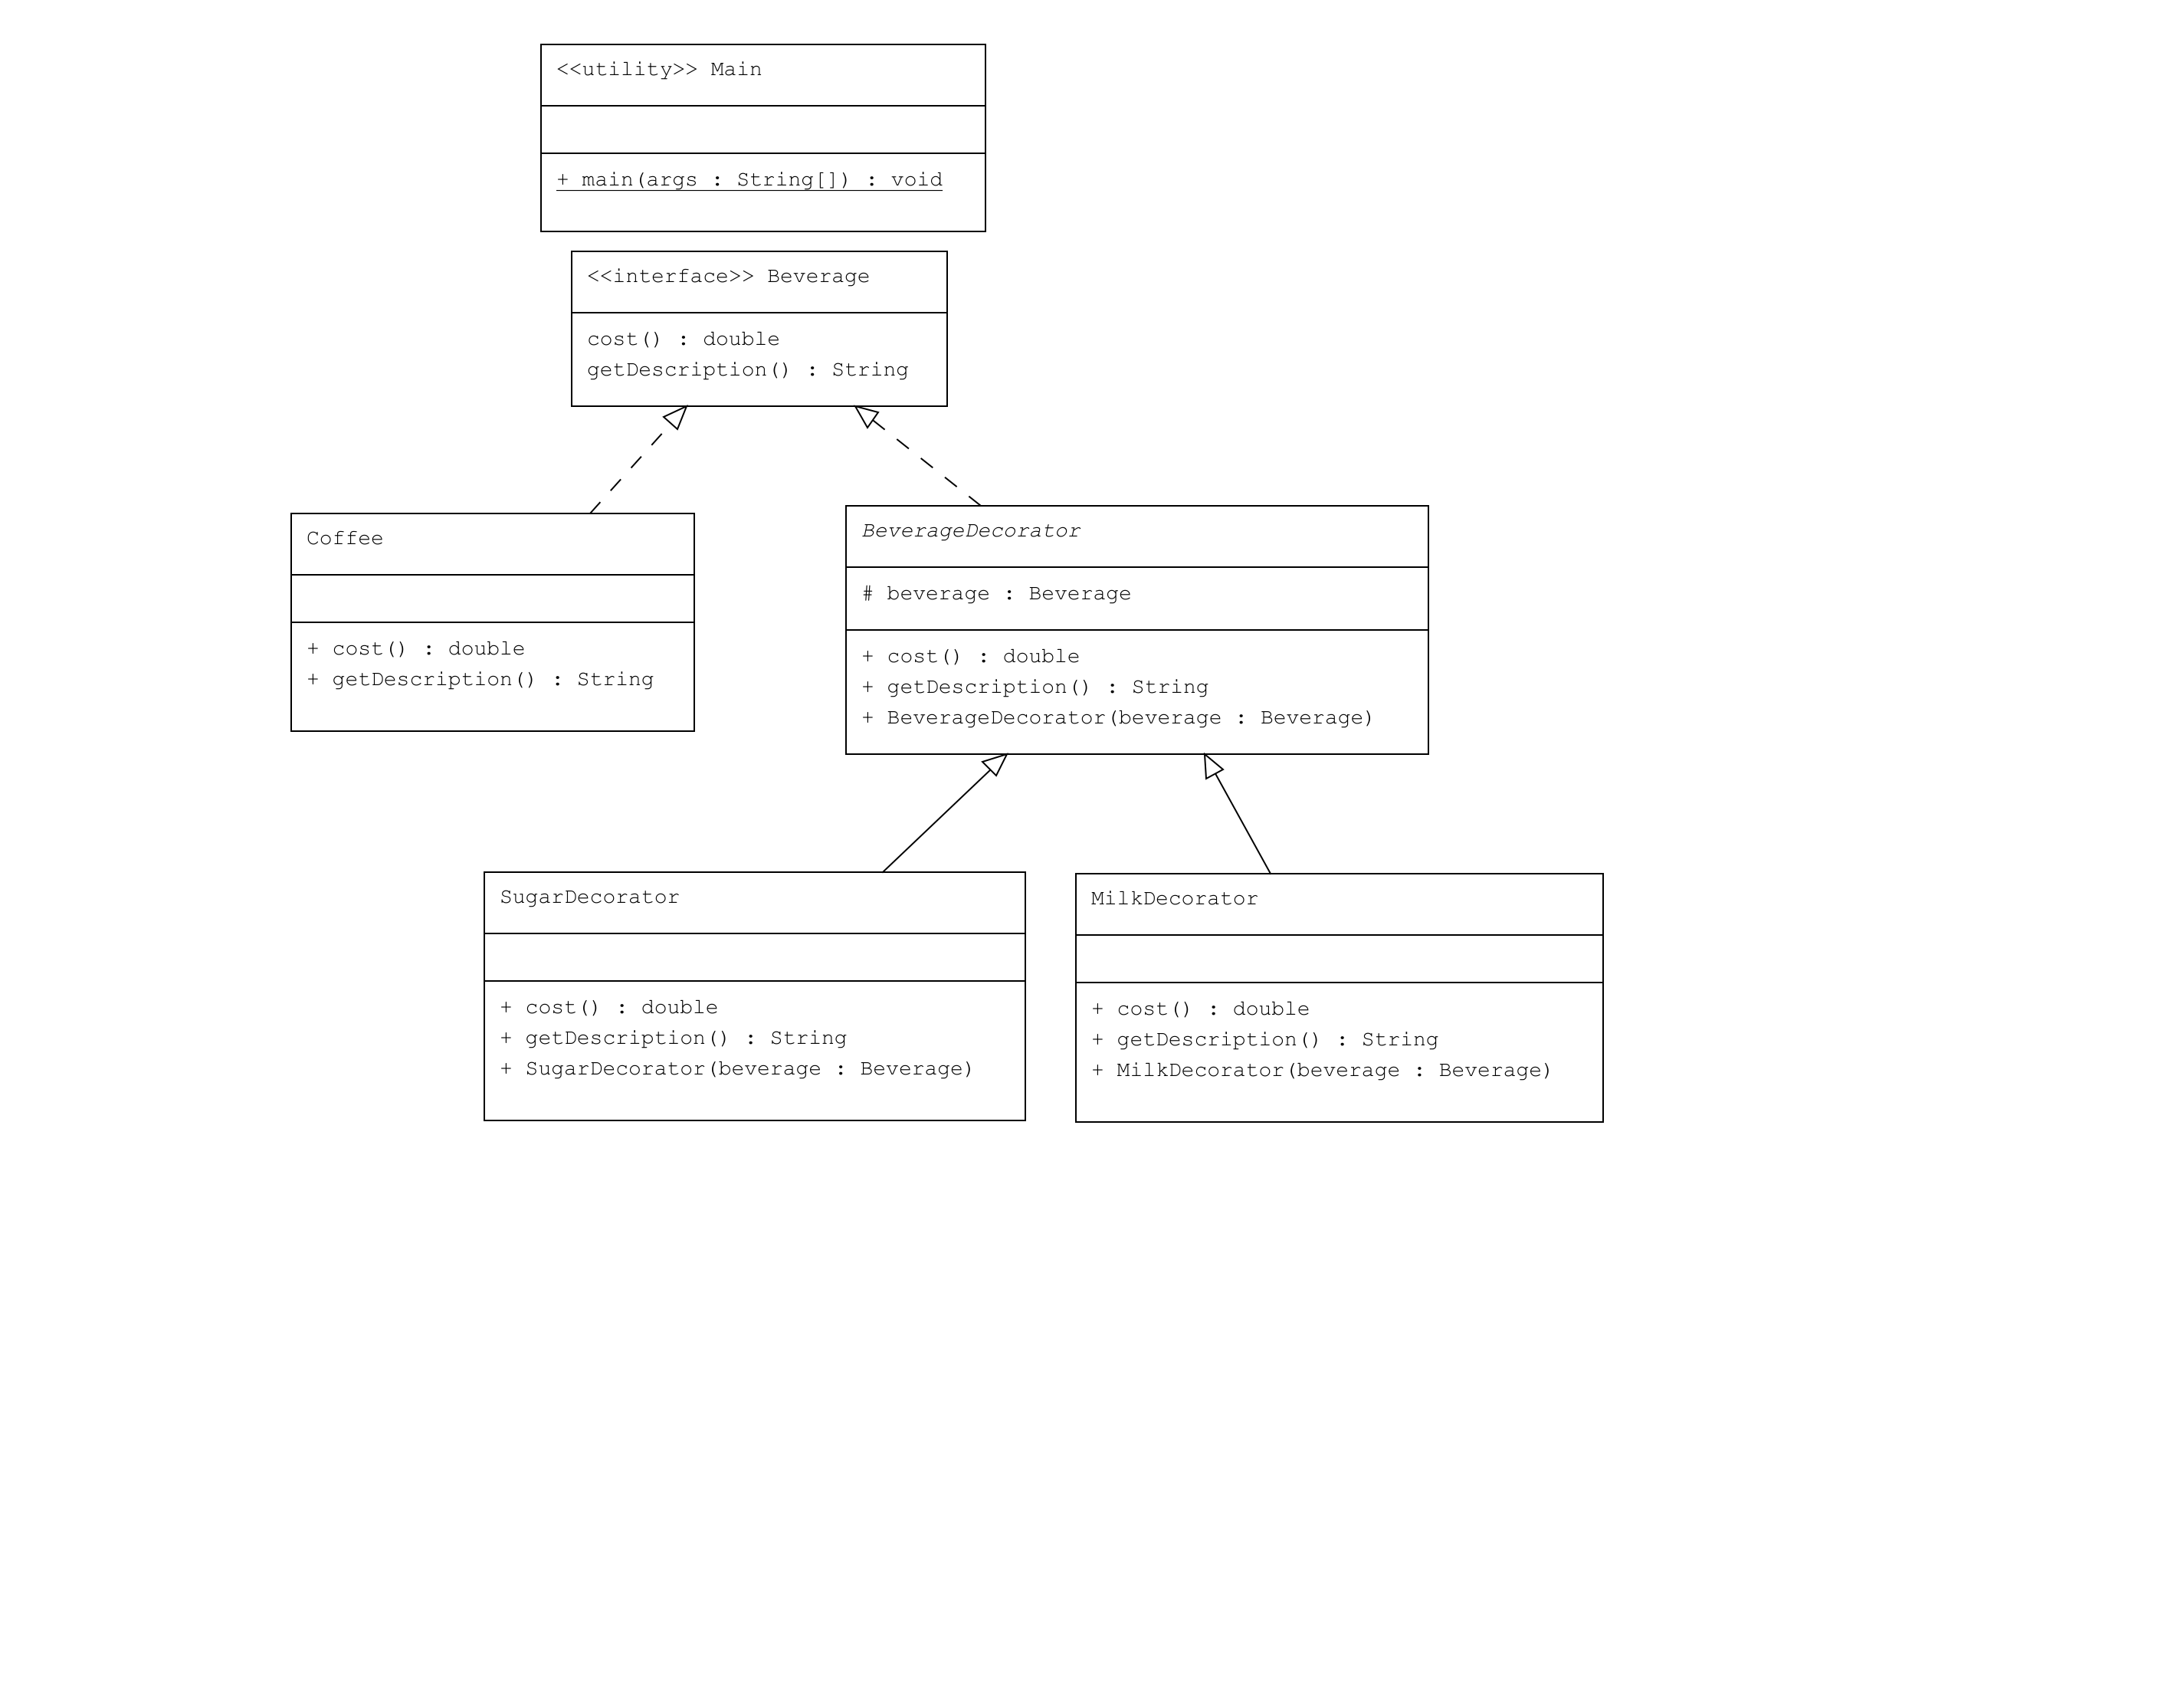 <<utility>> Main
+ main(args : String[]) : void
<<interface>> Beverage
cost() : double
getDescription() : String
Coffee
+ cost() : double
+ getDescription() : String
BeverageDecorator
# beverage : Beverage
+ cost() : double
+ getDescription() : String
+ BeverageDecorator(beverage : Beverage)
SugarDecorator
+ cost() : double
+ getDescription() : String
+ SugarDecorator(beverage : Beverage)
MilkDecorator
+ cost() : double
+ getDescription() : String
+ MilkDecorator(beverage : Beverage)